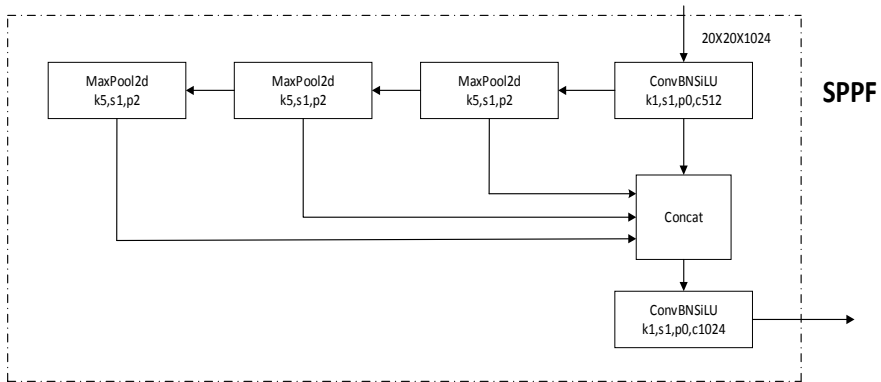 20X20X1024
MaxPool2d
k5,s1,p2
MaxPool2d
k5,s1,p2
MaxPool2d
k5,s1,p2
ConvBNSiLU
k1,s1,p0,c512
SPPF
Concat
ConvBNSiLU
k1,s1,p0,c1024